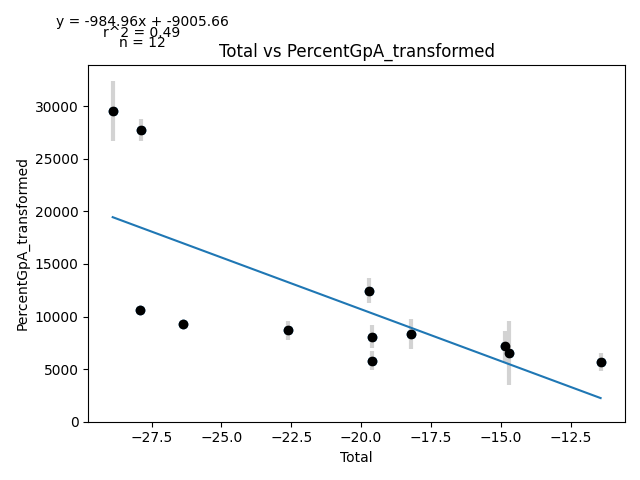 y = -984.96x + -9005.66
r^2 = 0.49
n = 12
Total vs PercentGpA_transformed
PercentGpA_transformed
30000
25000
20000
15000
10000
5000
0
−27.5 −25.0 −22.5 −20.0 −17.5 −15.0 −12.5
Total